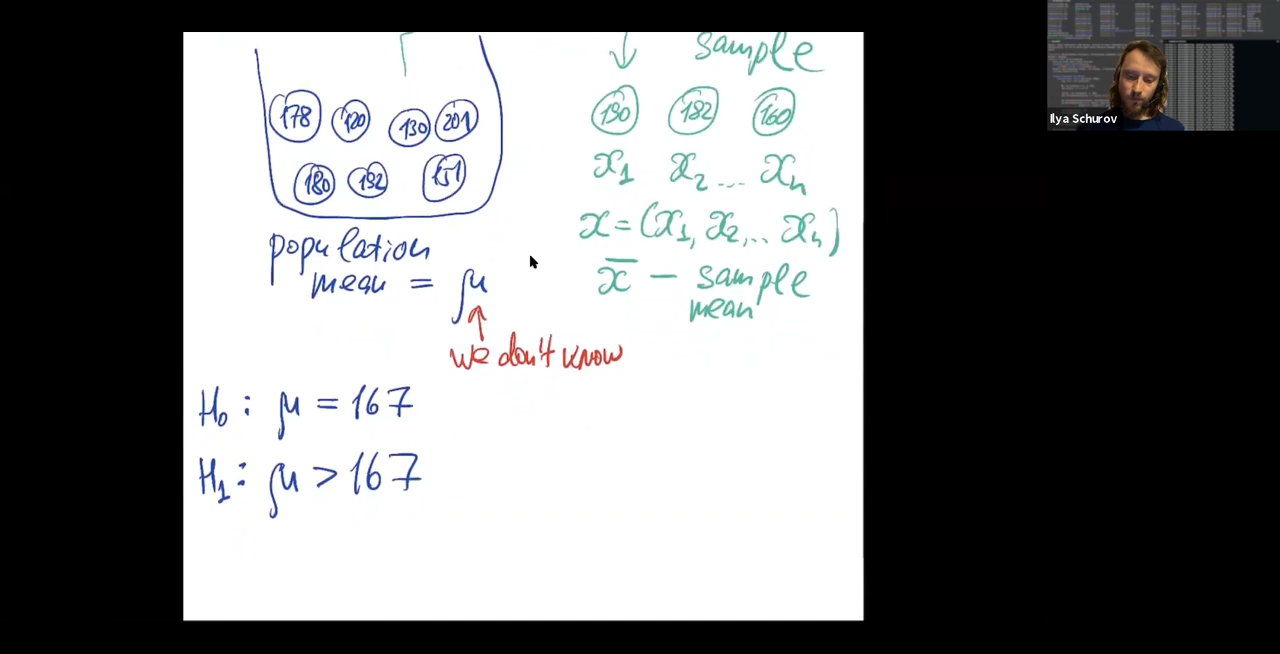 sample
178 120 130 201
180 192 151
190 182 160
x₁ x₂ ... xₙ
x = (x₁, x₂, ... xₙ)
x̄ — sample
mean
population
mean = μ
we don't know
H₀: μ = 167
H₁: μ > 167
Ilya Schurov